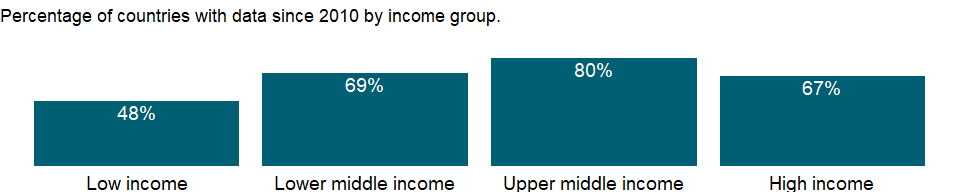 Percentage of countries with data since 2010 by income group.
48%
69%
80%
67%
Low income
Lower middle income
Upper middle income
High income